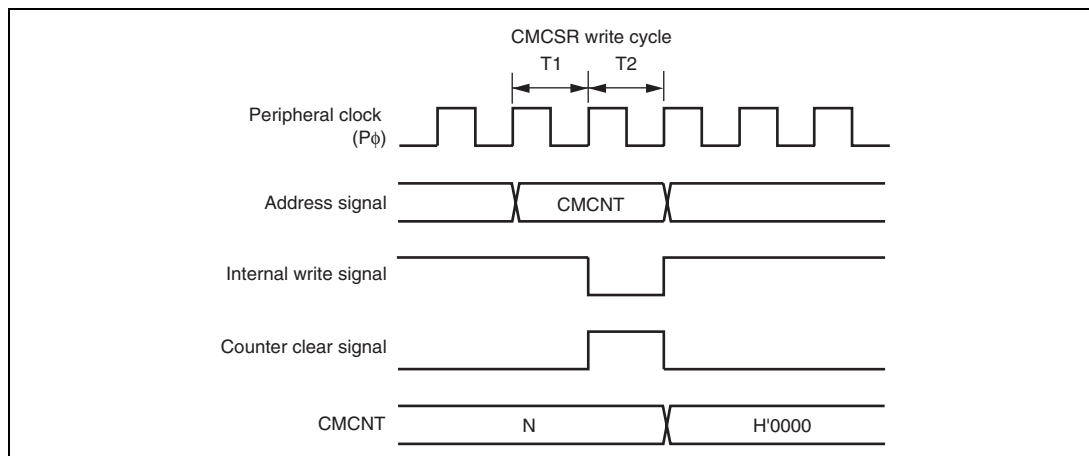 CMCSR write cycle
T1 T2
Peripheral clock
(Pϕ)
Address signal CMCNT
Internal write signal
Counter clear signal
CMCNT N H'0000